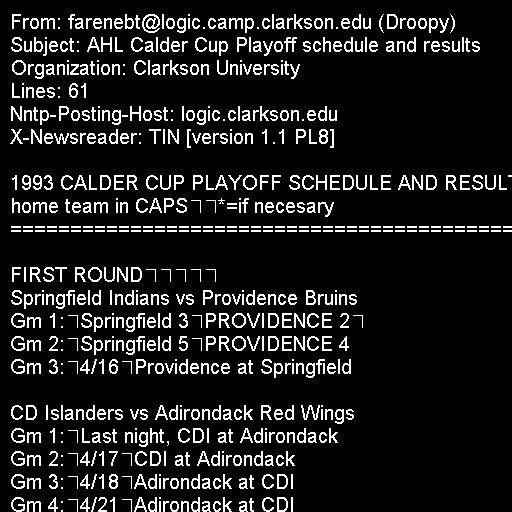 From: farenebt@logic.camp.clarkson.edu (Droopy)
Subject: AHL Calder Cup Playoff schedule and results
Organization: Clarkson University
Lines: 61
Nntp-Posting-Host: logic.clarkson.edu
X-Newsreader: TIN [version 1.1 PL8]

1993 CALDER CUP PLAYOFF SCHEDULE AND RESULT
home team in CAPS *=if necesary
==========================================

FIRST ROUND
Springfield Indians vs Providence Bruins
Gm 1: Springfield 3 PROVIDENCE 2
Gm 2: Springfield 5 PROVIDENCE 4
Gm 3: 4/16 Providence at Springfield

CD Islanders vs Adirondack Red Wings
Gm 1: Last night, CDI at Adirondack
Gm 2: 4/17 CDI at Adirondack
Gm 3: 4/18 Adirondack at CDI
Gm 4: 4/21 Adirondack at CDI